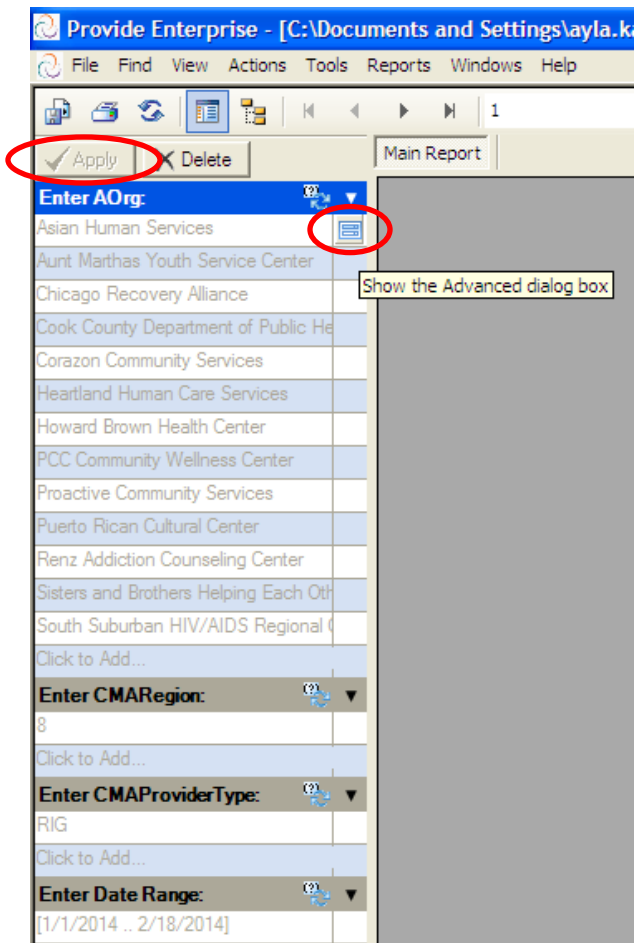 Provide Enterprise - [C:\Documents and Settings\ayla.ka
File Find View Actions Tools Reports Windows Help
1
Apply Delete Main Report
Enter AOrg:
Asian Human Services
Aunt Marthas Youth Service Center
Show the Advanced dialog box
Chicago Recovery Alliance
Cook County Department of Public He
Corazon Community Services
Heartland Human Care Services
Howard Brown Health Center
PCC Community Wellness Center
Proactive Community Services
Puerto Rican Cultural Center
Renz Addiction Counseling Center
Sisters and Brothers Helping Each Oth
South Suburban HIV/AIDS Regional
Click to Add...
Enter CMARegion:
8
Click to Add...
Enter CMAProviderType:
RIG
Click to Add...
Enter Date Range:
[1/1/2014 .. 2/18/2014]